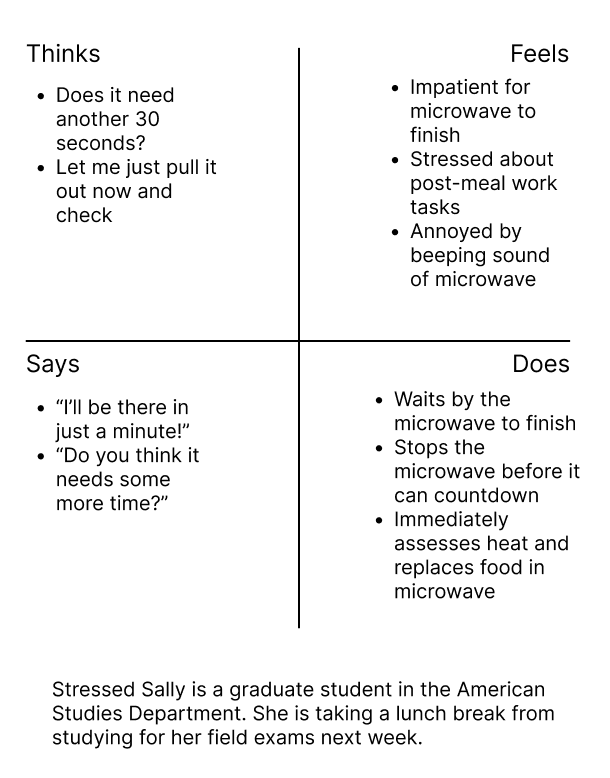 Thinks
• Does it need
another 30
seconds?
• Let me just pull it
out now and
check
Feels
• Impatient for
microwave to
finish
• Stressed about
post-meal work
tasks
• Annoyed by
beeping sound
of microwave
Says
• “I’ll be there in
just a minute!”
• “Do you think it
needs some
more time?”
Does
• Waits by the
microwave to finish
• Stops the
microwave before it
can countdown
• Immediately
assesses heat and
replaces food in
microwave
Stressed Sally is a graduate student in the American
Studies Department. She is taking a lunch break from
studying for her field exams next week.